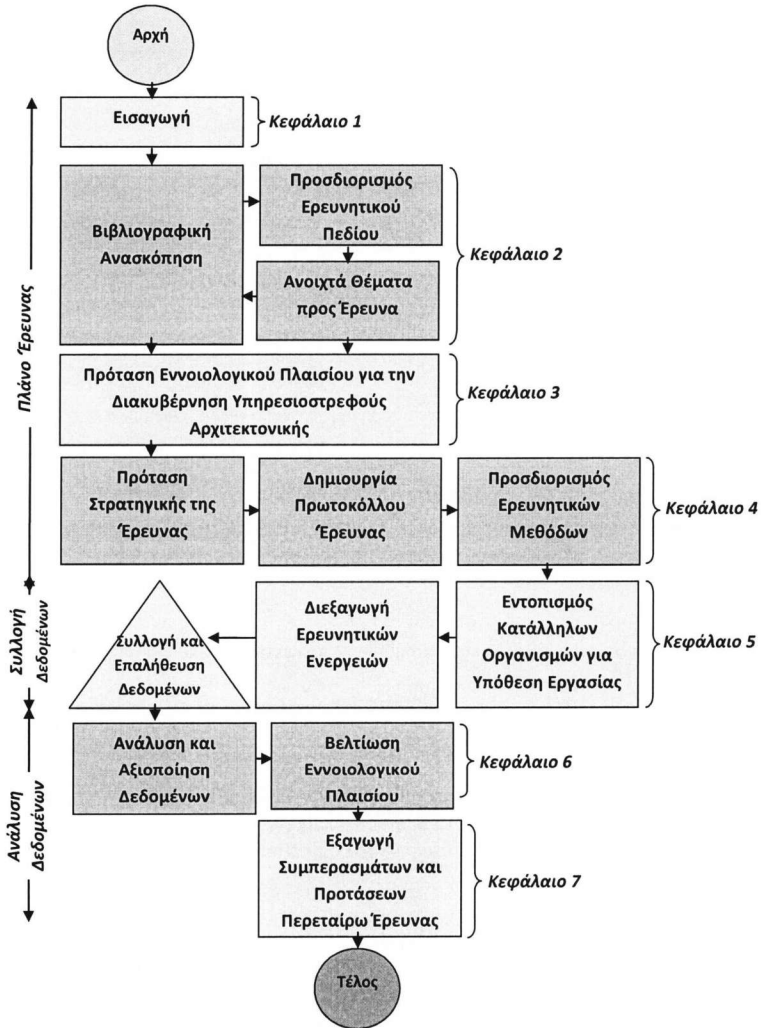 Αρχή
Εισαγωγή
Κεφάλαιο 1
Βιβλιογραφική
Ανασκόπηση
Προσδιορισμός
Ερευνητικού
Πεδίου
Ανοιχτά Θέματα
προς Έρευνα
Κεφάλαιο 2
Πρόταση Εννοιολογικού Πλαισίου για την
Διακυβέρνηση Υπηρεσιοστρεφούς
Αρχιτεκτονικής
Κεφάλαιο 3
Πρόταση
Στρατηγικής της
Έρευνας
Δημιουργία
Πρωτοκόλλου
Έρευνας
Προσδιορισμός
Ερευνητικών
Μεθόδων
Κεφάλαιο 4
Πλάνο Έρευνας
Συλλογή και
Επαλήθευση
Δεδομένων
Διεξαγωγή
Ερευνητικών
Ενεργειών
Εντοπισμός
Κατάλληλων
Οργανισμών για
Υπόθεση Εργασίας
Κεφάλαιο 5
Συλλογή
Δεδομένων
Ανάλυση και
Αξιοποίηση
Δεδομένων
Βελτίωση
Εννοιολογικού
Πλαισίου
Κεφάλαιο 6
Εξαγωγή
Συμπερασμάτων και
Προτάσεων
Περεταίρω Έρευνας
Κεφάλαιο 7
Ανάλυση
Δεδομένων
Τέλος